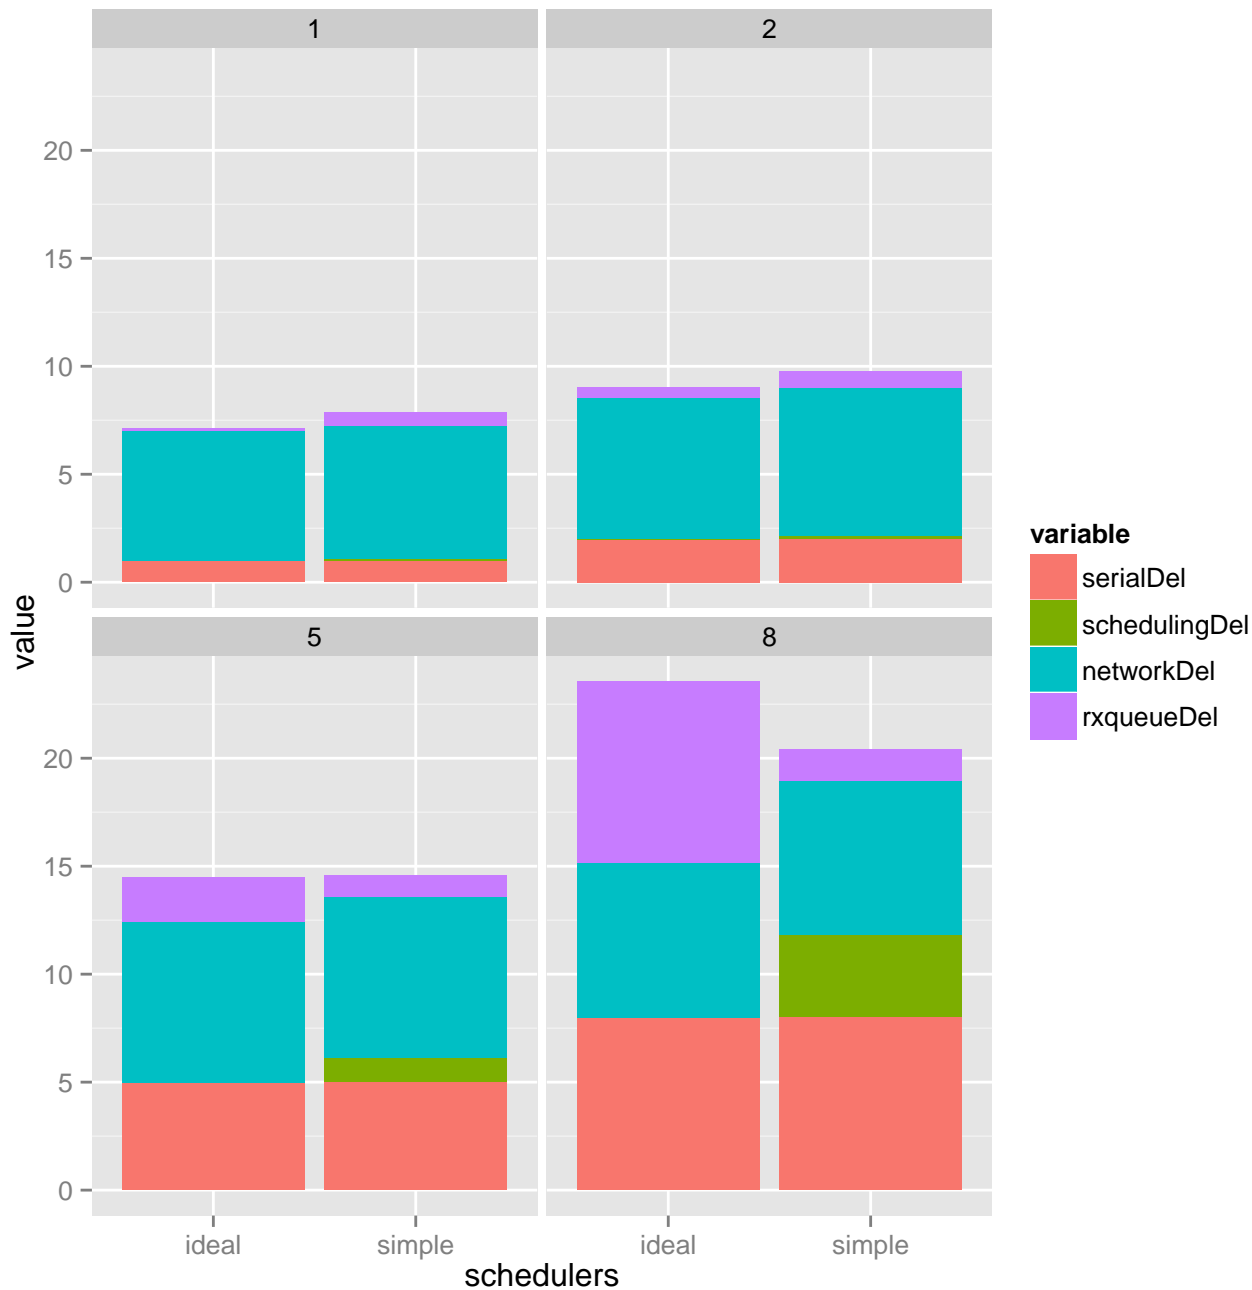 1
2
20
15
10
5
0
value
5
8
20
15
10
5
0
ideal
simple
ideal
simple
schedulers
variable
serialDel
schedulingDel
networkDel
rxqueueDel